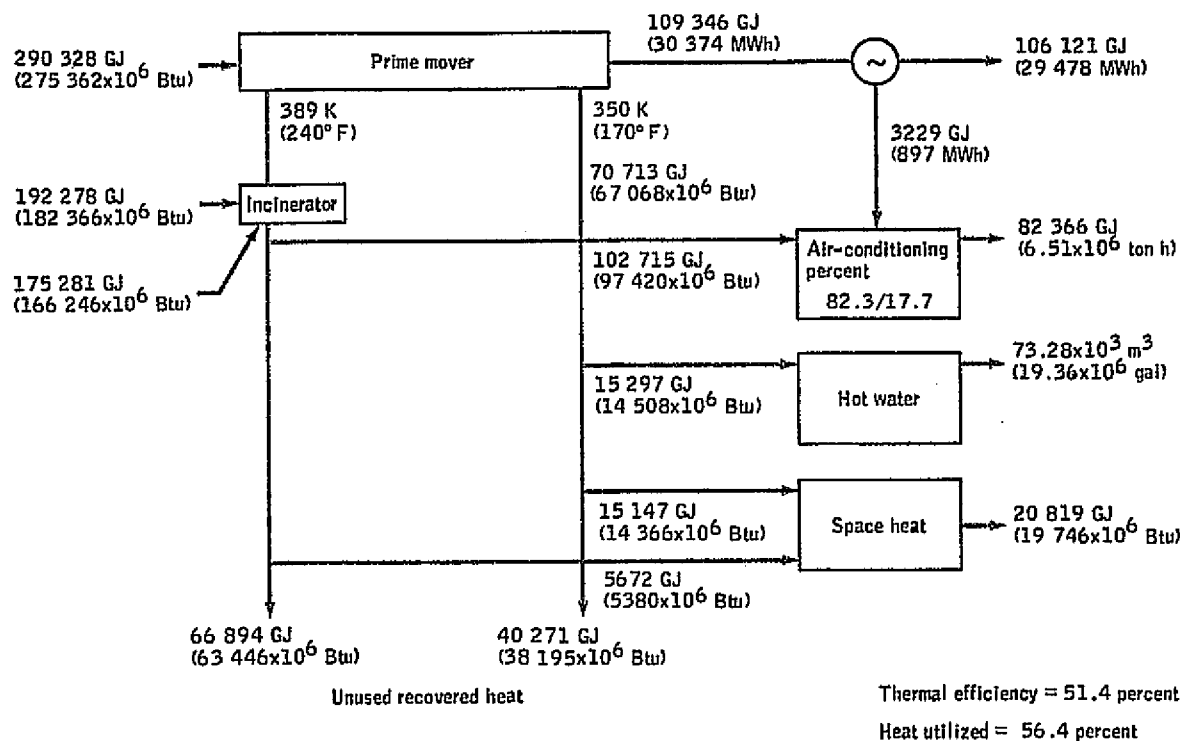 109 346 GJ
(30 374 MWh)
290 328 GJ
(275 362x10⁶ Btu)
Prime mover
~
106 121 GJ
(29 478 MWh)
389 K
(240° F)
350 K
(170° F)
3229 GJ
(897 MWh)
70 713 GJ
(67 068x10⁶ Btu)
192 278 GJ
(182 366x10⁶ Btu)
Incinerator
175 281 GJ
(166 246x10⁶ Btu)
102 715 GJ
(97 420x10⁶ Btu)
Air-conditioning
percent
82.3/17.7
82 366 GJ
(6.51x10⁶ ton h)
15 297 GJ
(14 508x10⁶ Btu)
Hot water
73.28x10³ m³
(19.36x10⁶ gal)
15 147 GJ
(14 366x10⁶ Btu)
Space heat
20 819 GJ
(19 746x10⁶ Btu)
5672 GJ
(5380x10⁶ Btu)
66 894 GJ
(63 446x10⁶ Btu)
40 271 GJ
(38 195x10⁶ Btu)
Unused recovered heat
Thermal efficiency = 51.4 percent
Heat utilized = 56.4 percent